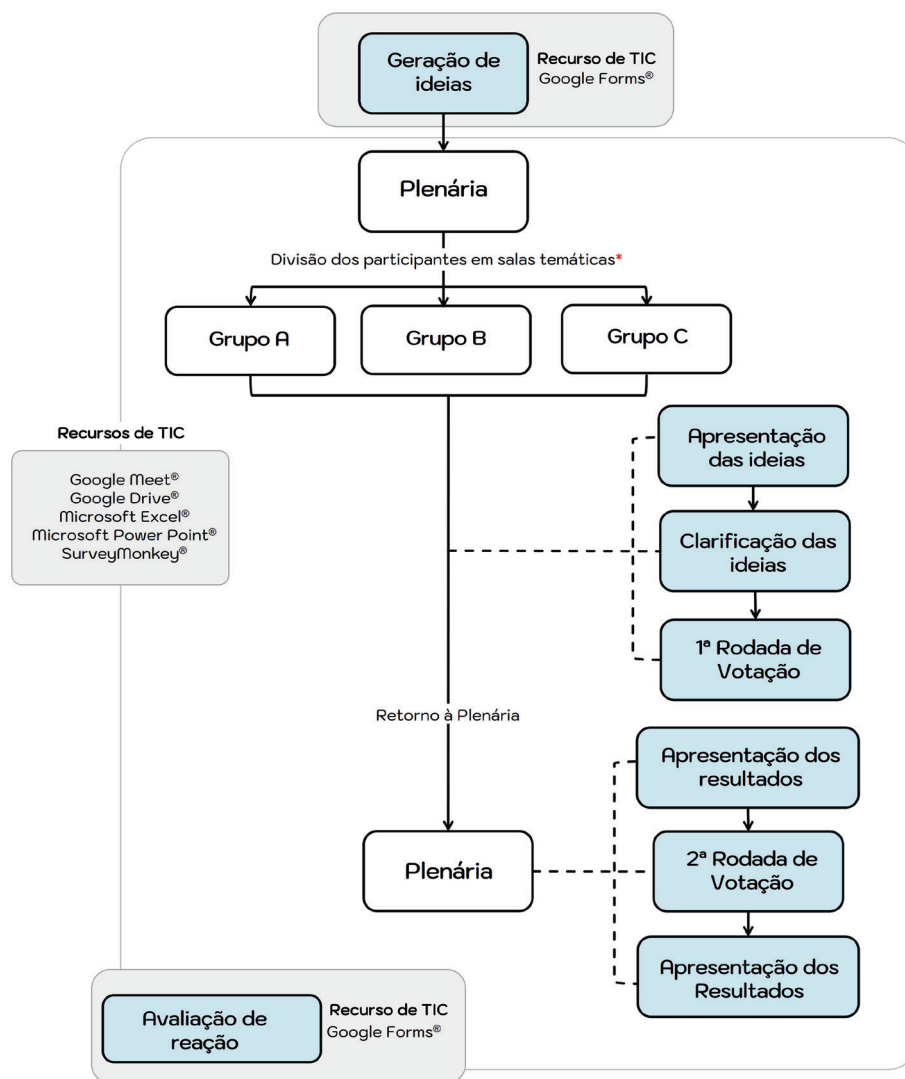 Geração de
ideias
Recurso de TIC
Google Forms®
Plenária
Divisão dos participantes em salas temáticas*
Grupo A
Grupo B
Grupo C
Recursos de TIC
Google Meet®
Google Drive®
Microsoft Excel®
Microsoft Power Point®
SurveyMonkey®
Apresentação
das ideias
Clarificação das
ideias
1ª Rodada de
Votação
Retorno à Plenária
Apresentação dos
resultados
Plenária
2ª Rodada de
Votação
Apresentação dos
Resultados
Avaliação de
reação
Recurso de TIC
Google Forms®